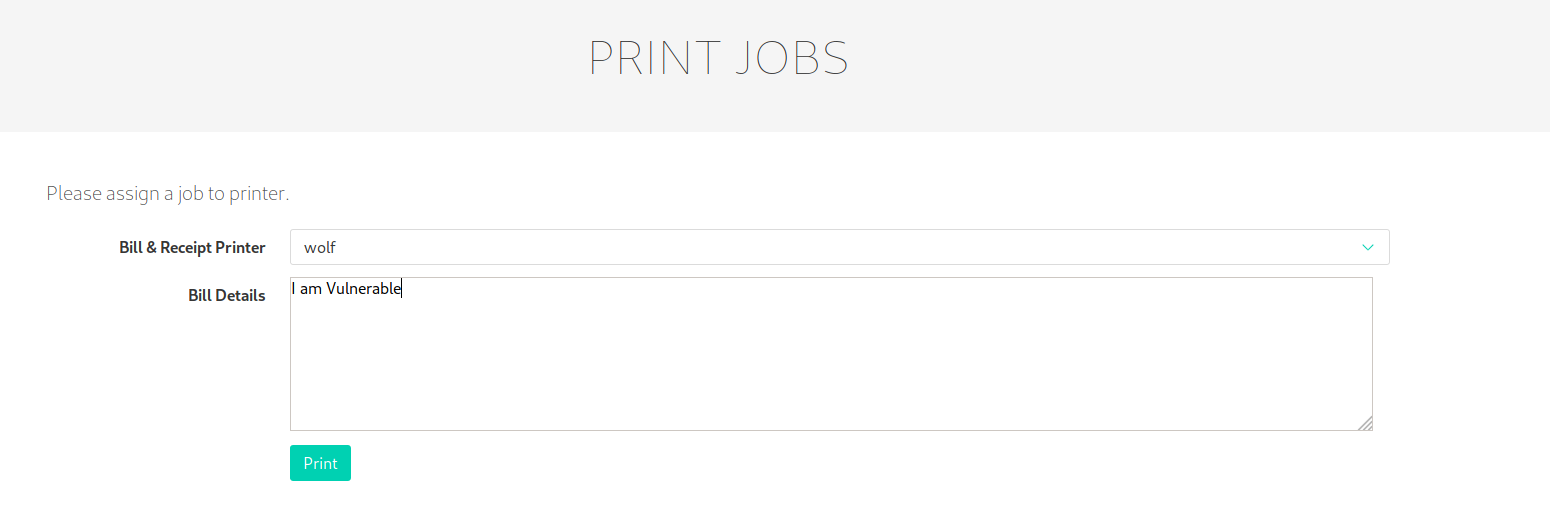 PRINT JOBS
Please assign a job to printer.
Bill & Receipt Printer
wolf
Bill Details
I am Vulnerable
Print